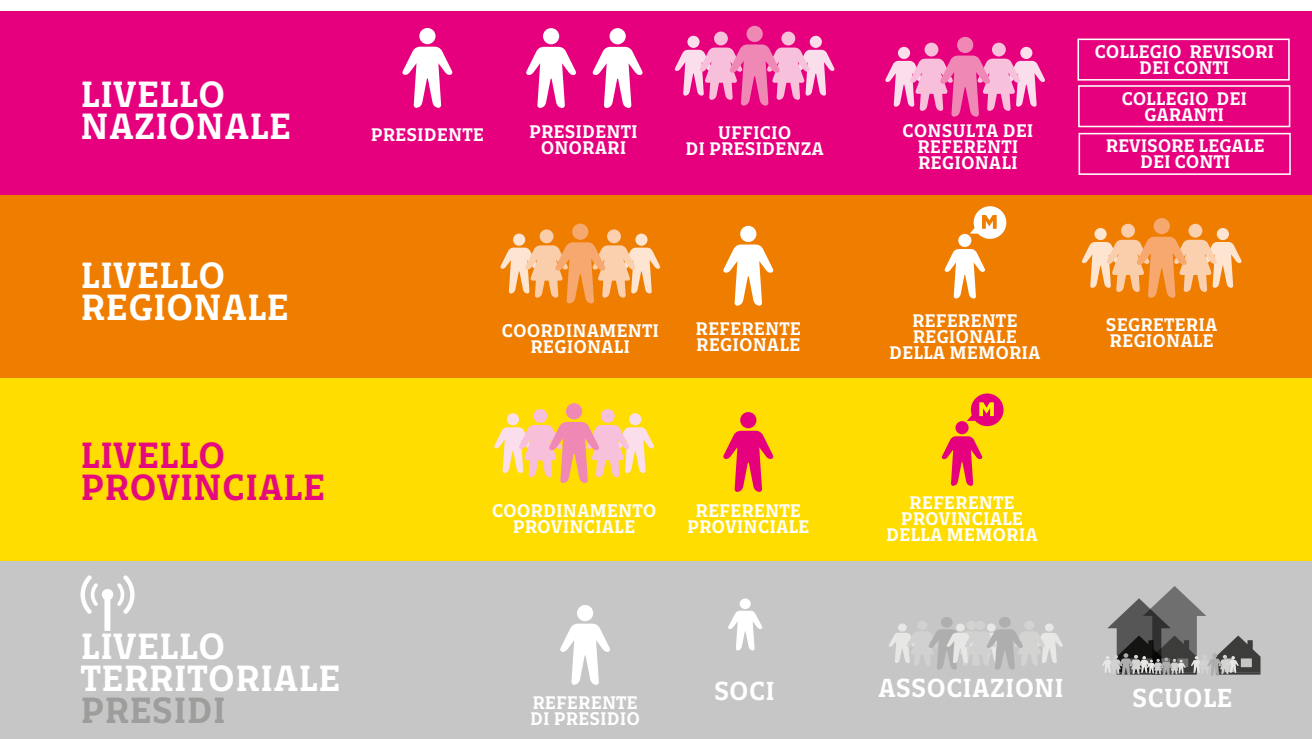 LIVELLO
NAZIONALE
PRESIDENTE
PRESIDENTI
ONORARI
UFFICIO
DI PRESIDENZA
CONSULTA DEI
REFERENTI
REGIONALI
COLLEGIO REVISORI
DEI CONTI
COLLEGIO DEI
GARANTI
REVISORE LEGALE
DEI CONTI
LIVELLO
REGIONALE
COORDINAMENTI
REGIONALI
REFERENTE
REGIONALE
M
REFERENTE
REGIONALE
DELLA MEMORIA
SEGRETERIA
REGIONALE
LIVELLO
PROVINCIALE
COORDINAMENTO
PROVINCIALE
REFERENTE
PROVINCIALE
M
REFERENTE
PROVINCIALE
DELLA MEMORIA
LIVELLO
TERRITORIALE
PRESIDI
REFERENTE
DI PRESIDIO
SOCI
ASSOCIAZIONI
SCUOLE